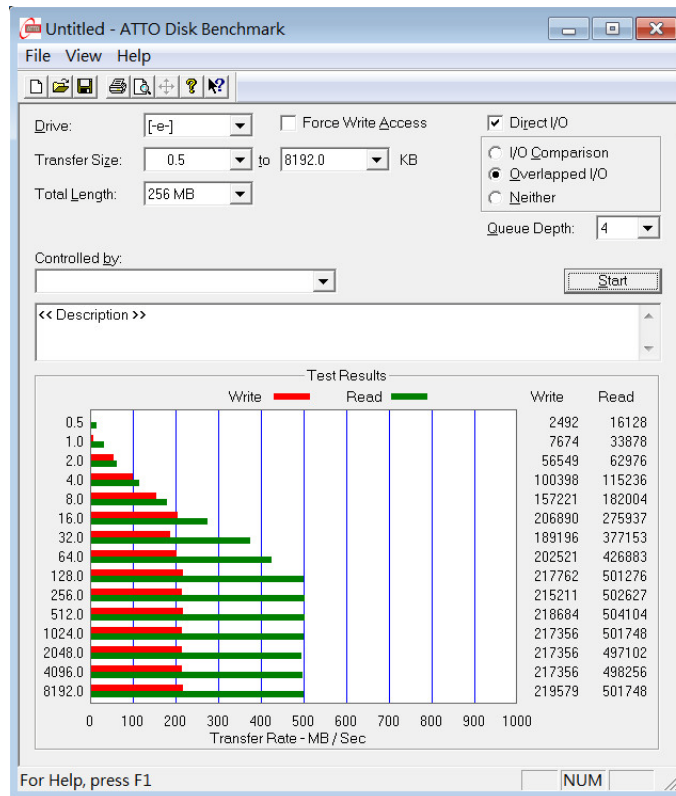 Untitled - ATTO Disk Benchmark
File View Help
Drive: [-e-] Force Write Access Direct I/O
Transfer Size: 0.5 to 8192.0 KB I/O Comparison
Overlapped I/O
Total Length: 256 MB Neither
Queue Depth: 4
Controlled by:
Start
<< Description >>
Test Results
Write Read Write Read
0.5 2492 16128
1.0 7674 33878
2.0 56549 62976
4.0 100398 115236
8.0 157221 182004
16.0 206890 275937
32.0 189196 377153
64.0 202521 426883
128.0 217762 501276
256.0 215211 502627
512.0 218684 504104
1024.0 217356 501748
2048.0 217356 497102
4096.0 217356 498256
8192.0 219579 501748
0 100 200 300 400 500 600 700 800 900 1000
Transfer Rate - MB / Sec
For Help, press F1 NUM